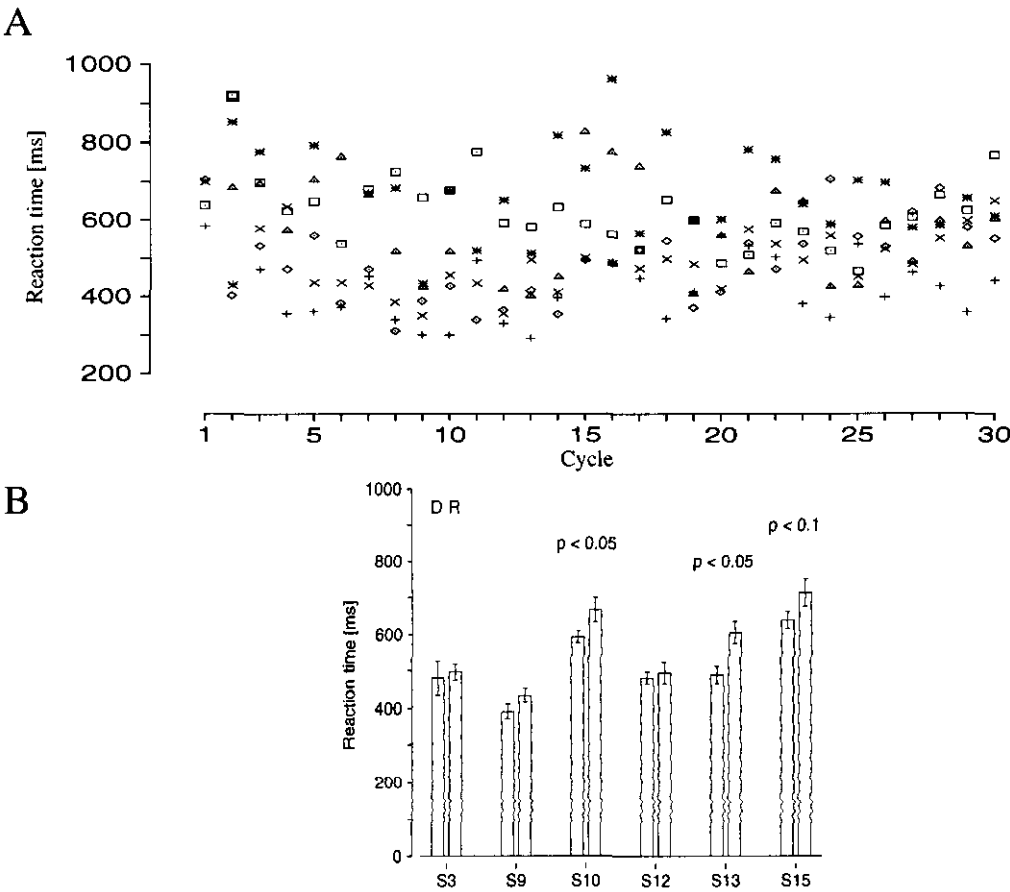 A
Reaction time [ms]
1000
800
600
400
200
1 5 10 15 20 25 30
Cycle
B
Reaction time [ms]
1000
800
600
400
200
0
D R
p < 0.05
p < 0.05
p < 0.1
S3 S9 S10 S12 S13 S15